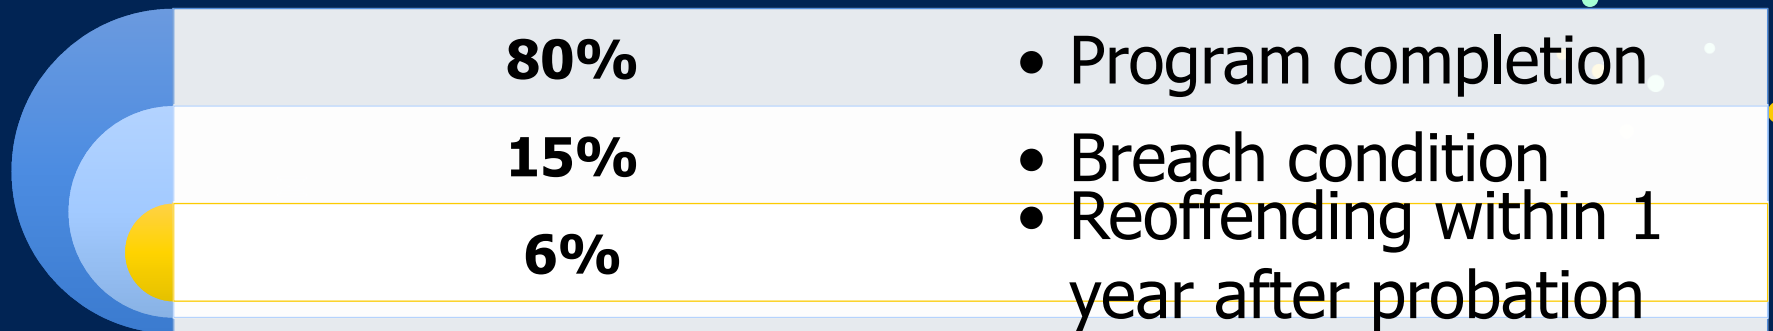 80%
• Program completion
15%
• Breach condition
6%
• Reoffending within 1
year after probation